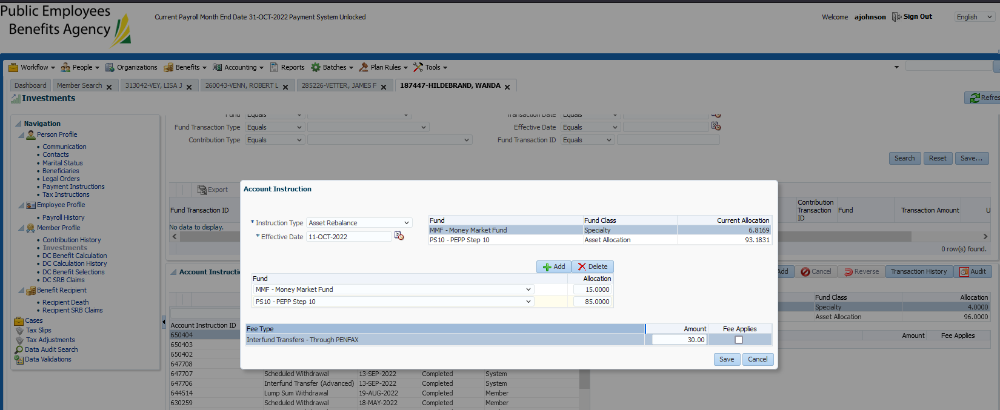 Public Employees
Benefits Agency
Current Payroll Month End Date 31-OCT-2022 Payment System Unlocked
Welcome ajohnson Sign Out English
Workflow People Organizations Benefits Accounting Reports Batches Plan Rules Tools
Dashboard Member Search 313042-VEY, LISA J 260043-VENN, ROBERT L 285226-VETTER, JAMES F 187447-HILDEBRAND, WANDA
Investments
Refres
Navigation
Person Profile
Communication
Contacts
Marital Status
Beneficiaries
Legal Orders
Payment Instructions
Tax Instructions
Employee Profile
Payroll History
Member Profile
Contribution History
Investments
DC Benefit Calculation
DC Calculation History
DC Benefit Selections
DC SRB Claims
Benefit Recipient
Recipient Death
Recipient SRB Claims
Cases
Tax Slips
Tax Adjustments
Data Audit Search
Data Validations
Fund Equals Transaction Date Equals
Fund Transaction Type Equals Effective Date Equals
Contribution Type Equals Fund Transaction ID Equals
Search Reset Save...
Export
Fund Transaction ID
Contribution Transaction ID Fund Transaction Amount U
No data to display.
0 row(s) found.
Account Instructi
Add Cancel Reverse Transaction History Audit
Fund Class Allocation
Specialty 4.0000
Asset Allocation 96.0000
Amount Fee Applies
Account Instruction
* Instruction Type Asset Rebalance
* Effective Date 11-OCT-2022
Fund Fund Class Current Allocation
MMF - Money Market Fund Specialty 6.8169
PS10 - PEPP Step 10 Asset Allocation 93.1831
Add Delete
Fund Allocation
MMF - Money Market Fund 15.0000
PS10 - PEPP Step 10 85.0000
Fee Type Amount Fee Applies
Interfund Transfers - Through PENFAX 30.00
Save Cancel
Account Instruction ID
650404
650403
650402
647708
647707 Scheduled Withdrawal 13-SEP-2022 Completed System
647706 Interfund Transfer (Advanced) 13-SEP-2022 Completed System
644514 Lump Sum Withdrawal 19-AUG-2022 Completed Member
630259 Scheduled Withdrawal 18-MAY-2022 Completed Member